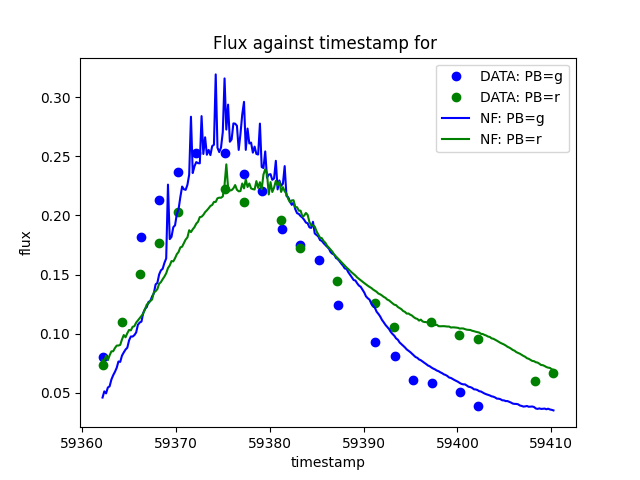 Flux against timestamp for
DATA: PB=g
DATA: PB=r
NF: PB=g
NF: PB=r
flux
0.30
0.25
0.20
0.15
0.10
0.05
59360 59370 59380 59390 59400 59410
timestamp